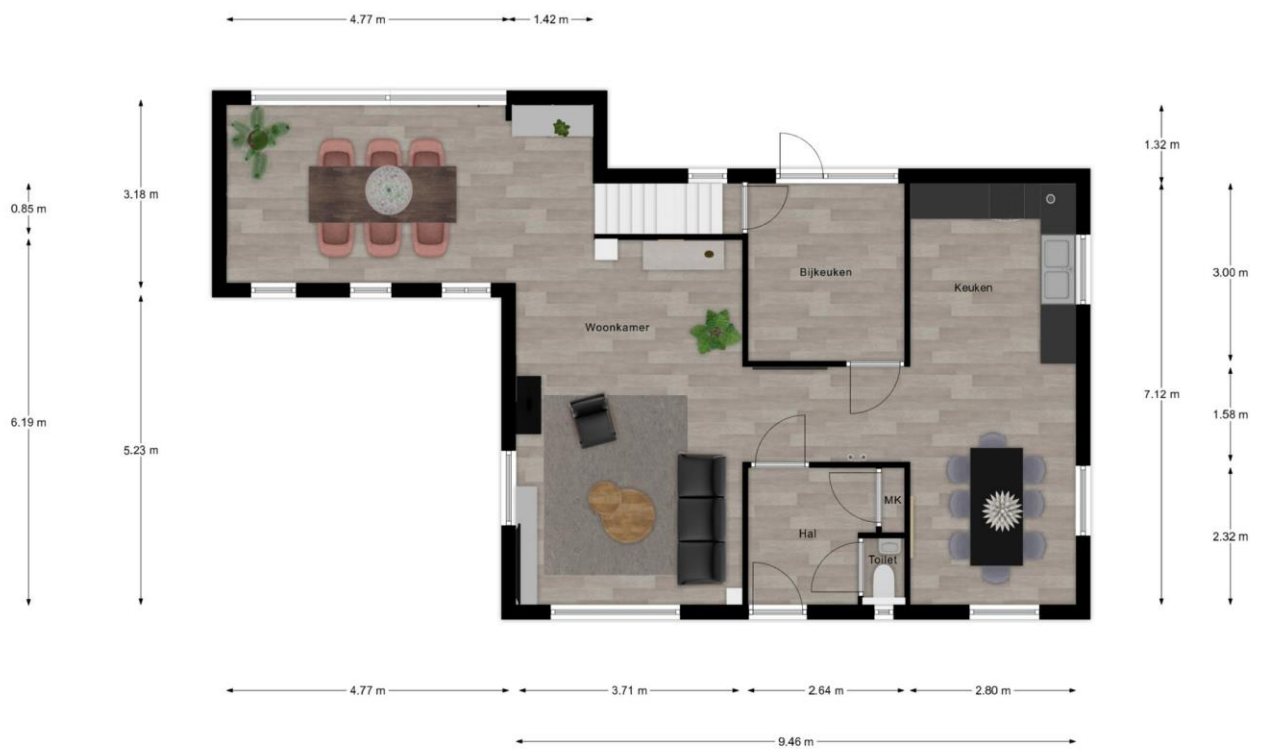 4.77 m
1.42 m
1.32 m
3.18 m
0.85 m
Bijkeuken
3.00 m
Keuken
Woonkamer
7.12 m
1.58 m
6.19 m
5.23 m
MK
Hal
2.32 m
Toilet
4.77 m
3.71 m
2.64 m
2.80 m
9.46 m